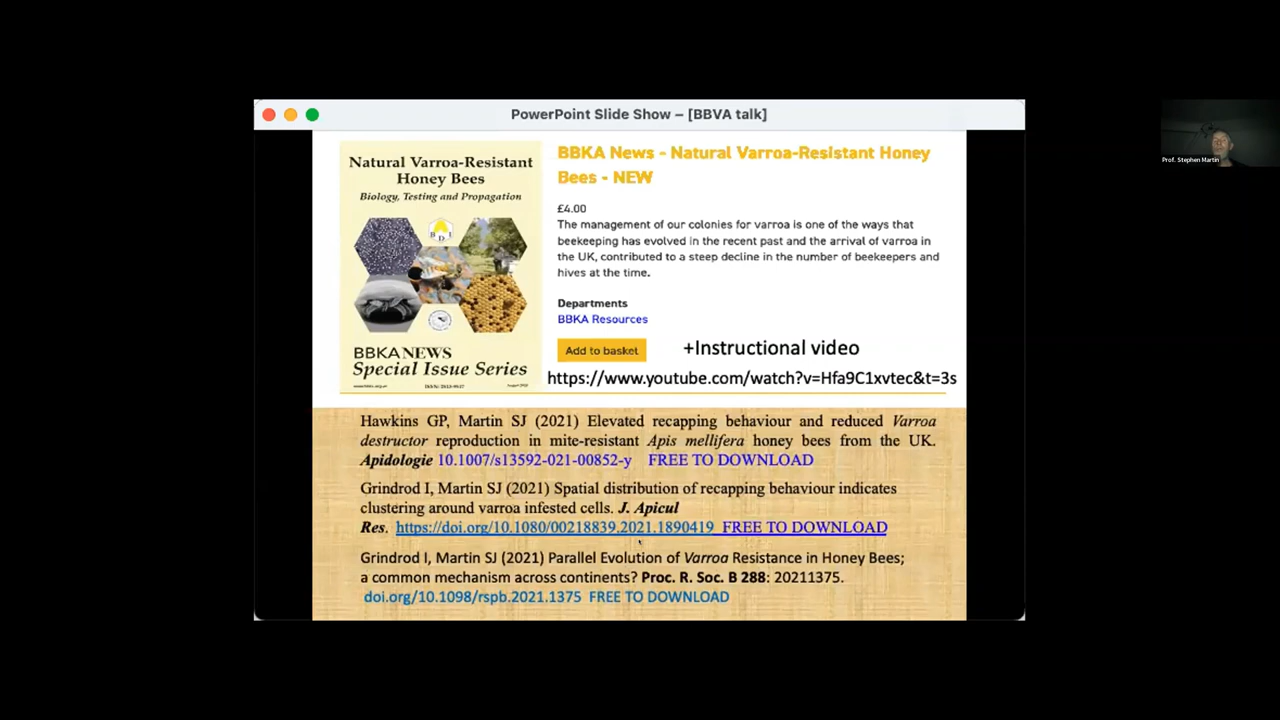 PowerPoint Slide Show – [BBVA talk]
Prof. Stephen Martin
Natural Varroa-Resistant
Honey Bees
Biology, Testing and Propagation
BDI
BBKA NEWS
Special Issue Series
BBKA News - Natural Varroa-Resistant Honey
Bees - NEW
£4.00
The management of our colonies for varroa is one of the ways that
beekeeping has evolved in the recent past and the arrival of varroa in
the UK, contributed to a steep decline in the number of beekeepers and
hives at the time.
Departments
BBKA Resources
Add to basket
+Instructional video
https://www.youtube.com/watch?v=Hfa9C1xvtec&t=3s
Hawkins GP, Martin SJ (2021) Elevated recapping behaviour and reduced Varroa
destructor reproduction in mite-resistant Apis mellifera honey bees from the UK.
Apidologie 10.1007/s13592-021-00852-y FREE TO DOWNLOAD
Grindrod I, Martin SJ (2021) Spatial distribution of recapping behaviour indicates
clustering around varroa infested cells. J. Apicul
Res. https://doi.org/10.1080/00218839.2021.1890419 FREE TO DOWNLOAD
Grindrod I, Martin SJ (2021) Parallel Evolution of Varroa Resistance in Honey Bees;
a common mechanism across continents? Proc. R. Soc. B 288: 20211375.
doi.org/10.1098/rspb.2021.1375 FREE TO DOWNLOAD